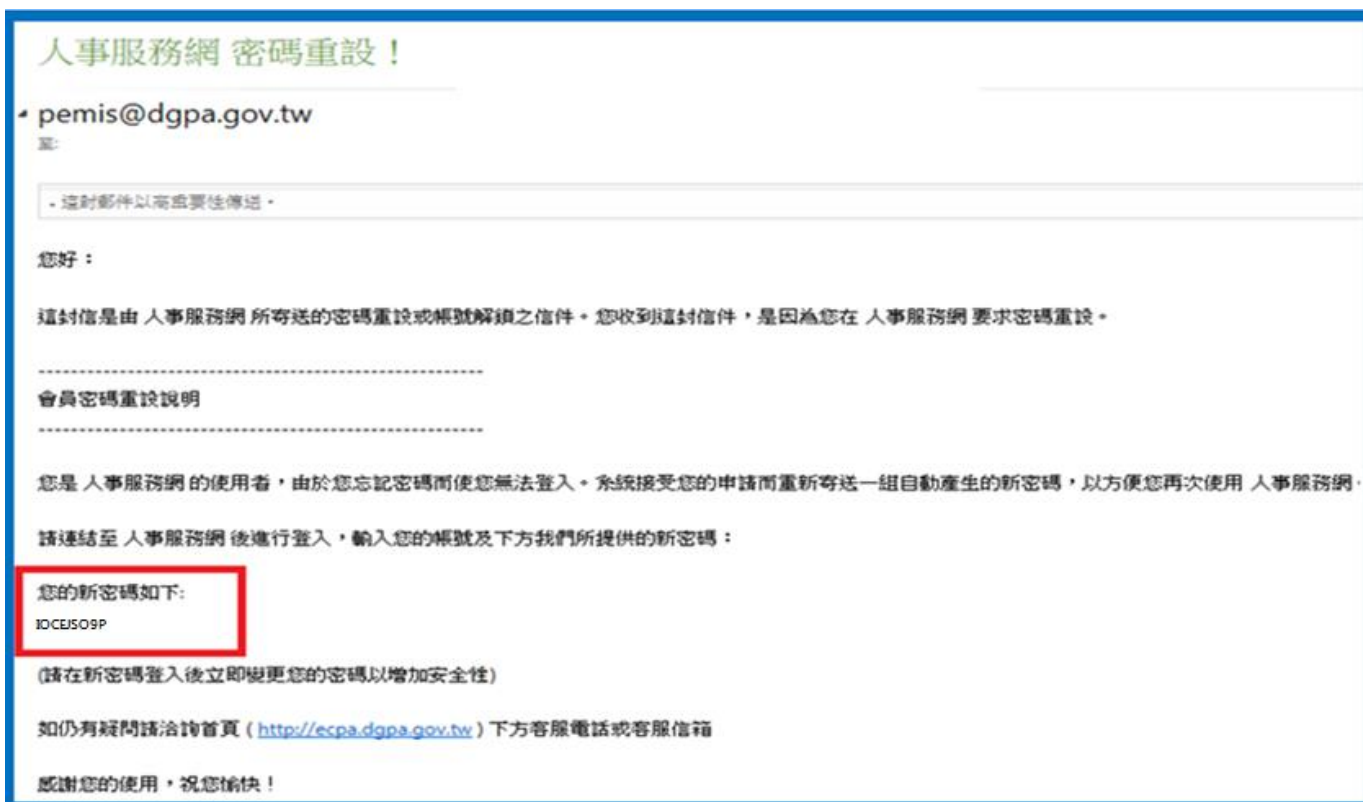 人事服務網 密碼重設！
pemis@dgpa.gov.tw
至:
這封郵件以高重要性傳送。
您好：
這封信是由 人事服務網 所寄送的密碼重設或帳號解鎖之信件。您收到這封信件，是因為您在 人事服務網 要求密碼重設。
-------------------------------------------------------
會員密碼重設說明
-------------------------------------------------------
您是 人事服務網 的使用者，由於您忘記密碼而使您無法登入。系統接受您的申請而重新寄送一組自動產生的新密碼，以方便您再次使用 人事服務網.
請連結至 人事服務網 後進行登入，輸入您的帳號及下方我們所提供的新密碼：
您的新密碼如下:
IOCEJSO9P
(請在新密碼登入後立即變更您的密碼以增加安全性)
如仍有疑問請洽詢首頁 ( http://ecpa.dgpa.gov.tw ) 下方客服電話或客服信箱
感謝您的使用，祝您愉快！